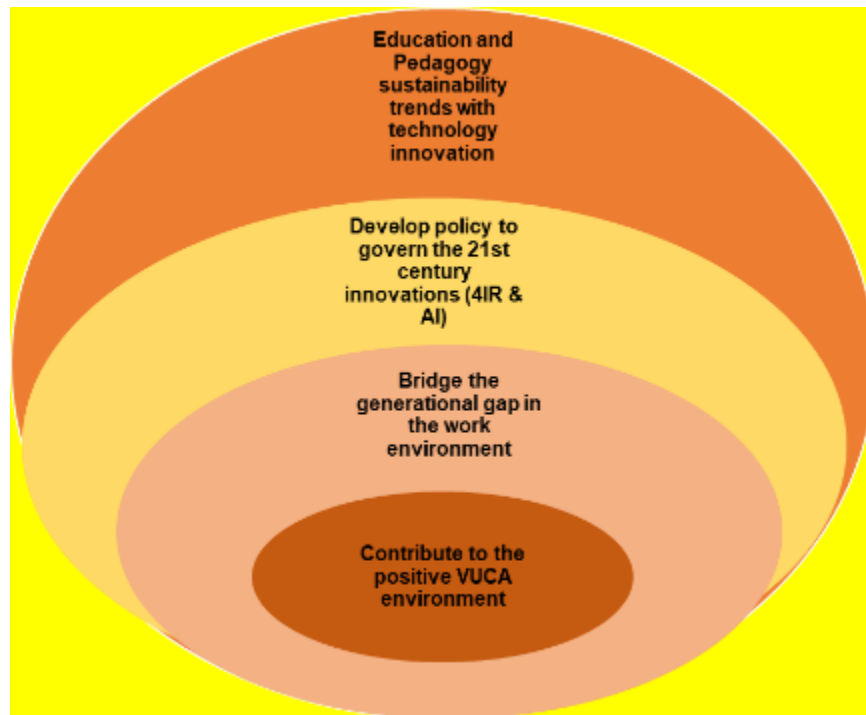 Education and
Pedagogy
sustainability
trends with
technology
innovation
Develop policy to
govern the 21st
century
innovations (4IR &
AI)
Bridge the
generational gap in
the work
environment
Contribute to the
positive VUCA
environment